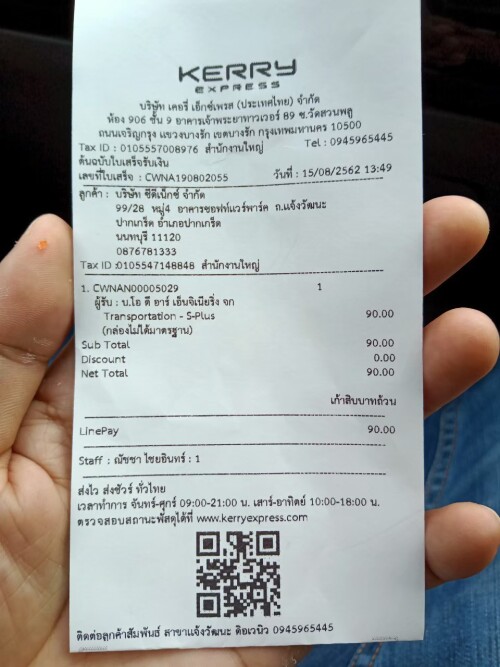 KERRY
EXPRESS
บริษัท เคอรี่ เอ็กซ์เพรส (ประเทศไทย) จำกัด
ห้อง 906 ชั้น 9 อาคารเจ้าพระยาทาวเวอร์ 89 ซ.วัดสวนพลู
ถนนเจริญกรุง แขวงบางรัก เขตบางรัก กรุงเทพมหานคร 10500
Tax ID : 0105557008976 สำนักงานใหญ่ Tel : 0945965445
ต้นฉบับใบเสร็จรับเงิน
เลขที่ใบเสร็จ : CWNA190802055 วันที่ : 15/08/2562 13:49
ลูกค้า : บริษัท ซีดีเน็กซ์ จำกัด
99/28 หมู่4 อาคารซอฟท์แวร์พาร์ค ถ.แจ้งวัฒนะ
ปากเกร็ด อำเภอปากเกร็ด
นนทบุรี 11120
0876781333
Tax ID :0105547148848 สำนักงานใหญ่
1. CWNAN00005029 1
ผู้รับ : บ.โอ ดี อาร์ เอ็นจิเนียริ่ง จก
Transportation - S-Plus 90.00
(กล่องไม่ได้มาตรฐาน)
Sub Total 90.00
Discount 0.00
Net Total 90.00
เก้าสิบบาทถ้วน
LinePay 90.00
Staff : ณัชชา ไชยอินทร์ : 1
ส่งไว ส่งชัวร์ ทั่วไทย
เวลาทำการ จันทร์-ศุกร์ 09:00-21:00 น. เสาร์-อาทิตย์ 10:00-18:00 น.
ตรวจสอบสถานะพัสดุได้ที่ www.kerryexpress.com
ติดต่อลูกค้าสัมพันธ์ สาขาแจ้งวัฒนะ ดิอเวนิว 0945965445